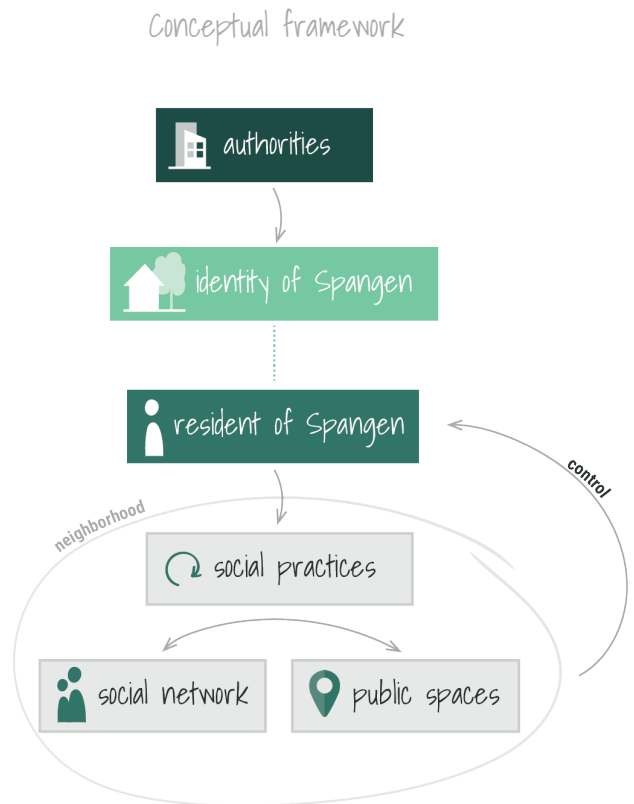 Conceptual framework
authorities
identity of Spangen
resident of Spangen
control
neighborhood
social practices
social network
public spaces